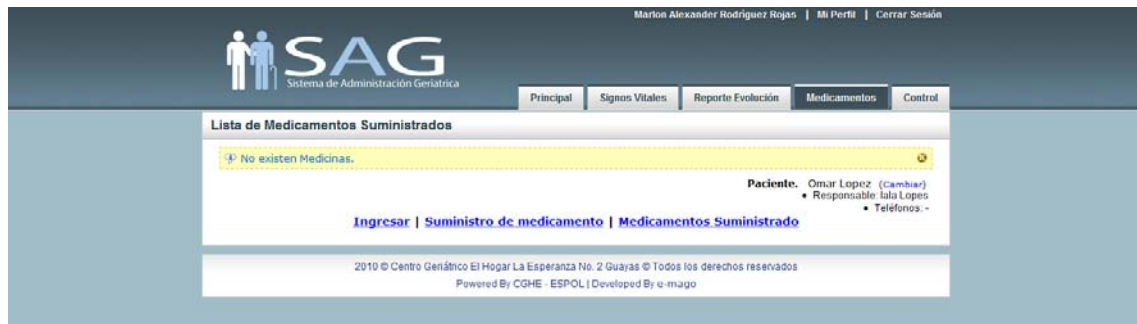 Marlon Alexander Rodríguez Rojas | Mi Perfil | Cerrar Sesión
SAG
Sistema de Administración Geriatrica
Principal Signos Vitales Reporte Evolución Medicamentos Control
Lista de Medicamentos Suministrados
No existen Medicinas.
Paciente. Omar Lopez (Cambiar)
• Responsable: lala Lopes
• Teléfonos: -
Ingresar | Suministro de medicamento | Medicamentos Suministrado
2010 © Centro Geriátrico El Hogar La Esperanza No. 2 Guayas © Todos los derechos reservados
Powered By CGHE - ESPOL | Developed By e-mago